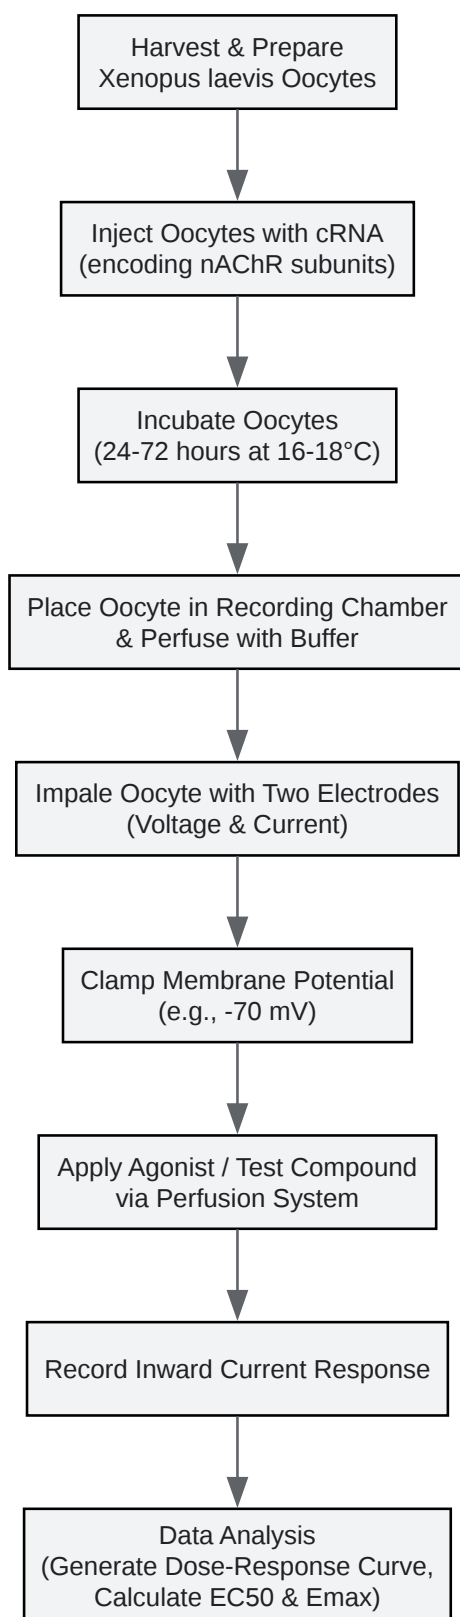 Harvest & Prepare
Xenopus laevis Oocytes
Inject Oocytes with cRNA
(encoding nAChR subunits)
Incubate Oocytes
(24-72 hours at 16-18°C)
Place Oocyte in Recording Chamber
& Perfuse with Buffer
Impale Oocyte with Two Electrodes
(Voltage & Current)
Clamp Membrane Potential
(e.g., -70 mV)
Apply Agonist / Test Compound
via Perfusion System
Record Inward Current Response
Data Analysis
(Generate Dose-Response Curve,
Calculate EC50 & Emax)